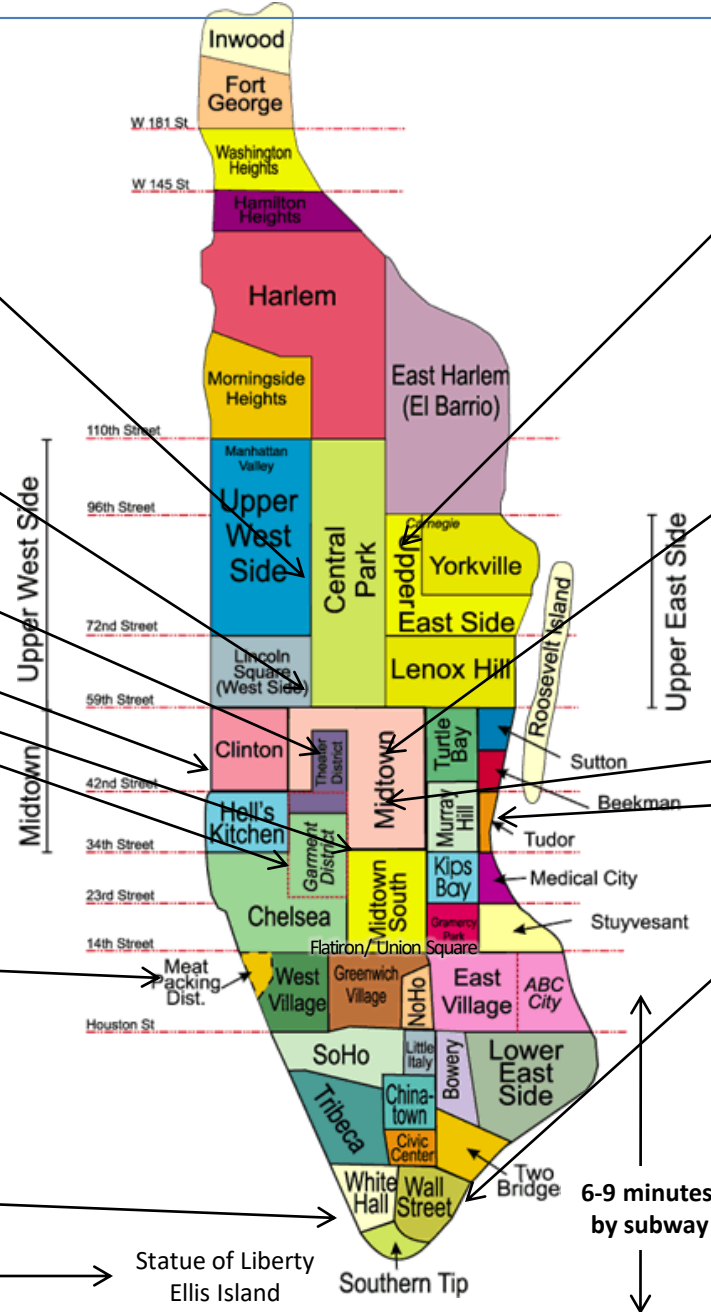 Inwood
Fort
George
W 181 St
Washington
Heights
W 145 St
Hamilton
Heights
Harlem
Morningside
Heights
East Harlem
(El Barrio)
110th Street
Manhattan
Valley
Upper
West
Side
96th Street
Central
Park
Carnegie
Upper
East Side
Yorkville
Upper West Side
Upper East Side
Roosevelt Island
72nd Street
Lincoln
Square
(West Side)
Lenox Hill
59th Street
Clinton
Theater
District
Midtown
Turtle
Bay
Sutton
Midtown
42nd Street
Hell's
Kitchen
Garment
District
Murray
Hill
Beekman
Tudor
34th Street
Kips
Bay
Medical City
23rd Street
Chelsea
Midtown
South
Gramercy
Park
Stuyvesant
14th Street
Flatiron/ Union Square
Meat
Packing
Dist.
West
Village
Greenwich
Village
NoHo
East
Village
ABC
City
Houston St
SoHo
Little
Italy
Bowery
Lower
East
Side
Tribeca
China-
town
Civic
Center
Two
Bridge
White
Hall
Wall
Street
6-9 minutes
by subway
Statue of Liberty
Ellis Island
Southern Tip